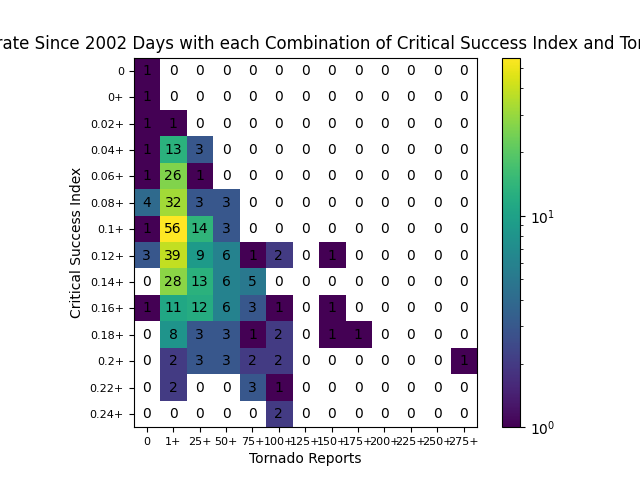 rate Since 2002 Days with each Combination of Critical Success Index and Tor
0 1 0 0 0 0 0 0 0 0 0 0 0 0
0+ 1 0 0 0 0 0 0 0 0 0 0 0 0
0.02+ 1 1 0 0 0 0 0 0 0 0 0 0 0
0.04+ 1 13 3 0 0 0 0 0 0 0 0 0 0
0.06+ 1 26 1 0 0 0 0 0 0 0 0 0 0
0.08+ 4 32 3 3 0 0 0 0 0 0 0 0 0
0.1+ 1 56 14 3 0 0 0 0 0 0 0 0 0
0.12+ 3 39 9 6 1 2 0 1 0 0 0 0 0
0.14+ 0 28 13 6 5 0 0 0 0 0 0 0 0
0.16+ 1 11 12 6 3 1 0 1 0 0 0 0 0
0.18+ 0 8 3 3 1 2 0 1 1 0 0 0 0
0.2+ 0 2 3 3 2 2 0 0 0 0 0 0 1
0.22+ 0 2 0 0 3 1 0 0 0 0 0 0 0
0.24+ 0 0 0 0 0 2 0 0 0 0 0 0 0
0 1+ 25+ 50+ 75+ 100+ 125+ 150+ 175+ 200+ 225+ 250+ 275+
Tornado Reports
Critical Success Index
10¹
10⁰